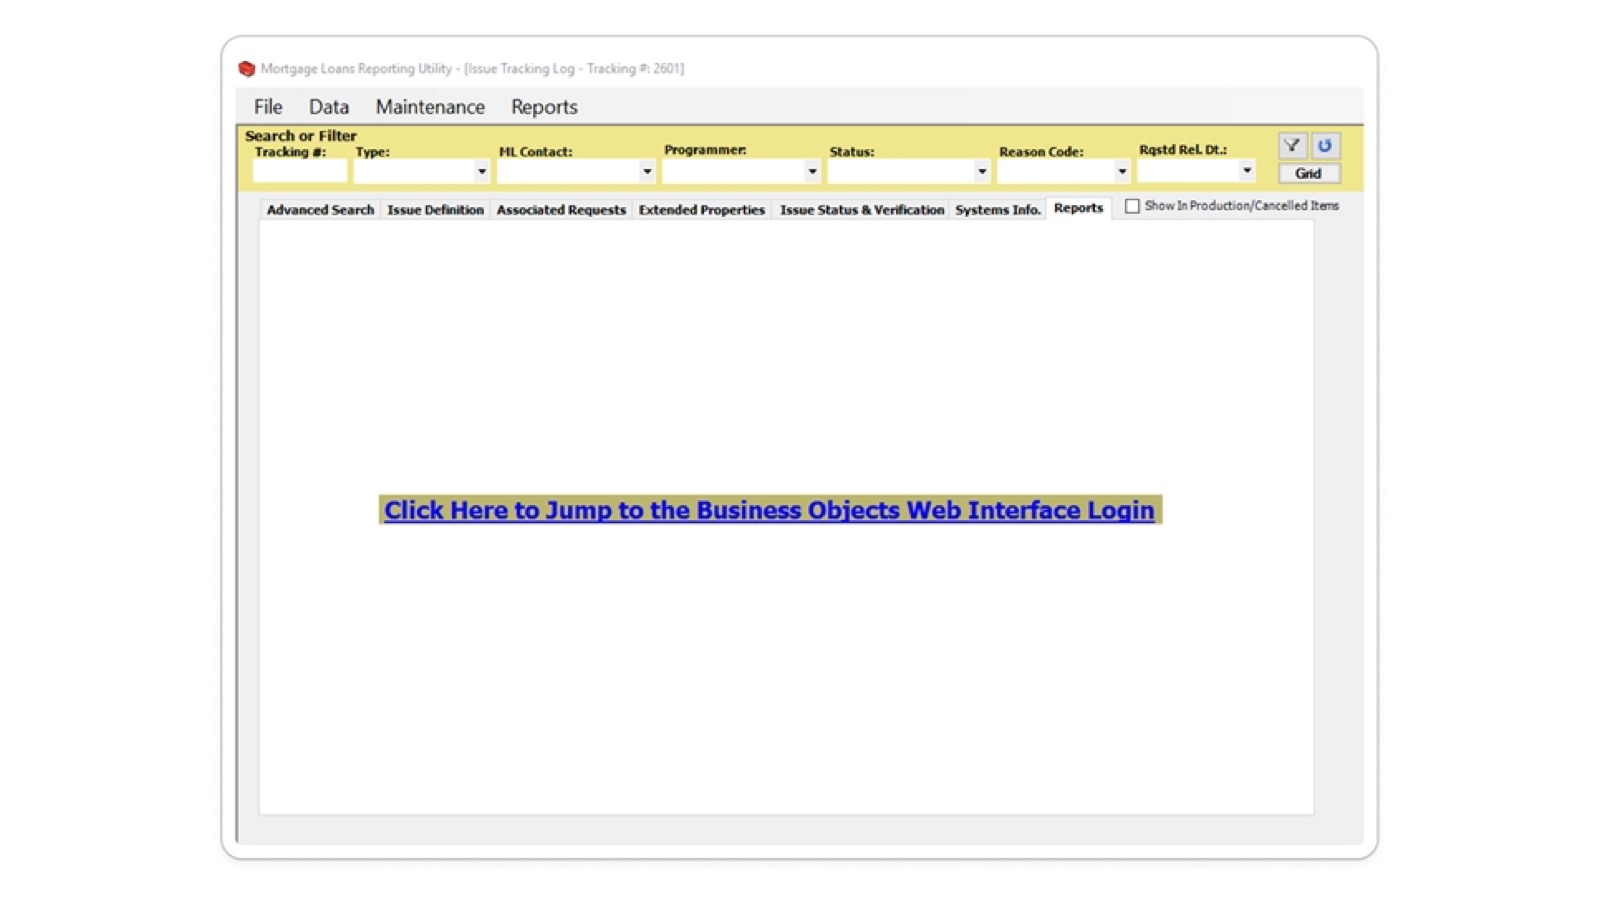 Mortgage Loans Reporting Utility - [Issue Tracking Log - Tracking #: 2601]
File Data Maintenance Reports
Search or Filter
Tracking #: Type: ML Contact: Programmer: Status: Reason Code: Rqstd Rel. Dt.:
Grid
Advanced Search Issue Definition Associated Requests Extended Properties Issue Status & Verification Systems Info. Reports Show In Production/Cancelled Items
Click Here to Jump to the Business Objects Web Interface Login